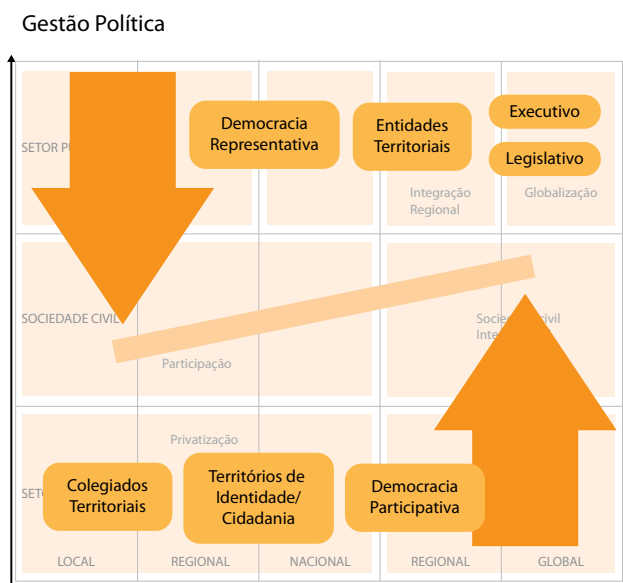 Gestão Política
Democracia
Representativa
Entidades
Territoriais
Executivo
Legislativo
SETOR
Integração
Regional
Globalização
SOCIEDADE CIVIL
Participação
Privatização
Colegiados
Territoriais
Territórios de
Identidade/
Cidadania
Democracia
Participativa
LOCAL
REGIONAL
NACIONAL
REGIONAL
GLOBAL